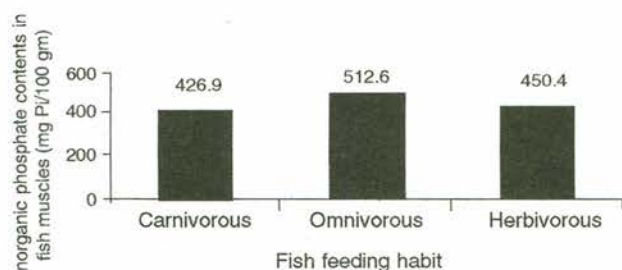 norganic phosphate contents in
fish muscles (mg Pi/100 gm)
600
400
200
0
426.9
512.6
450.4
Carnivorous
Omnivorous
Herbivorous
Fish feeding habit